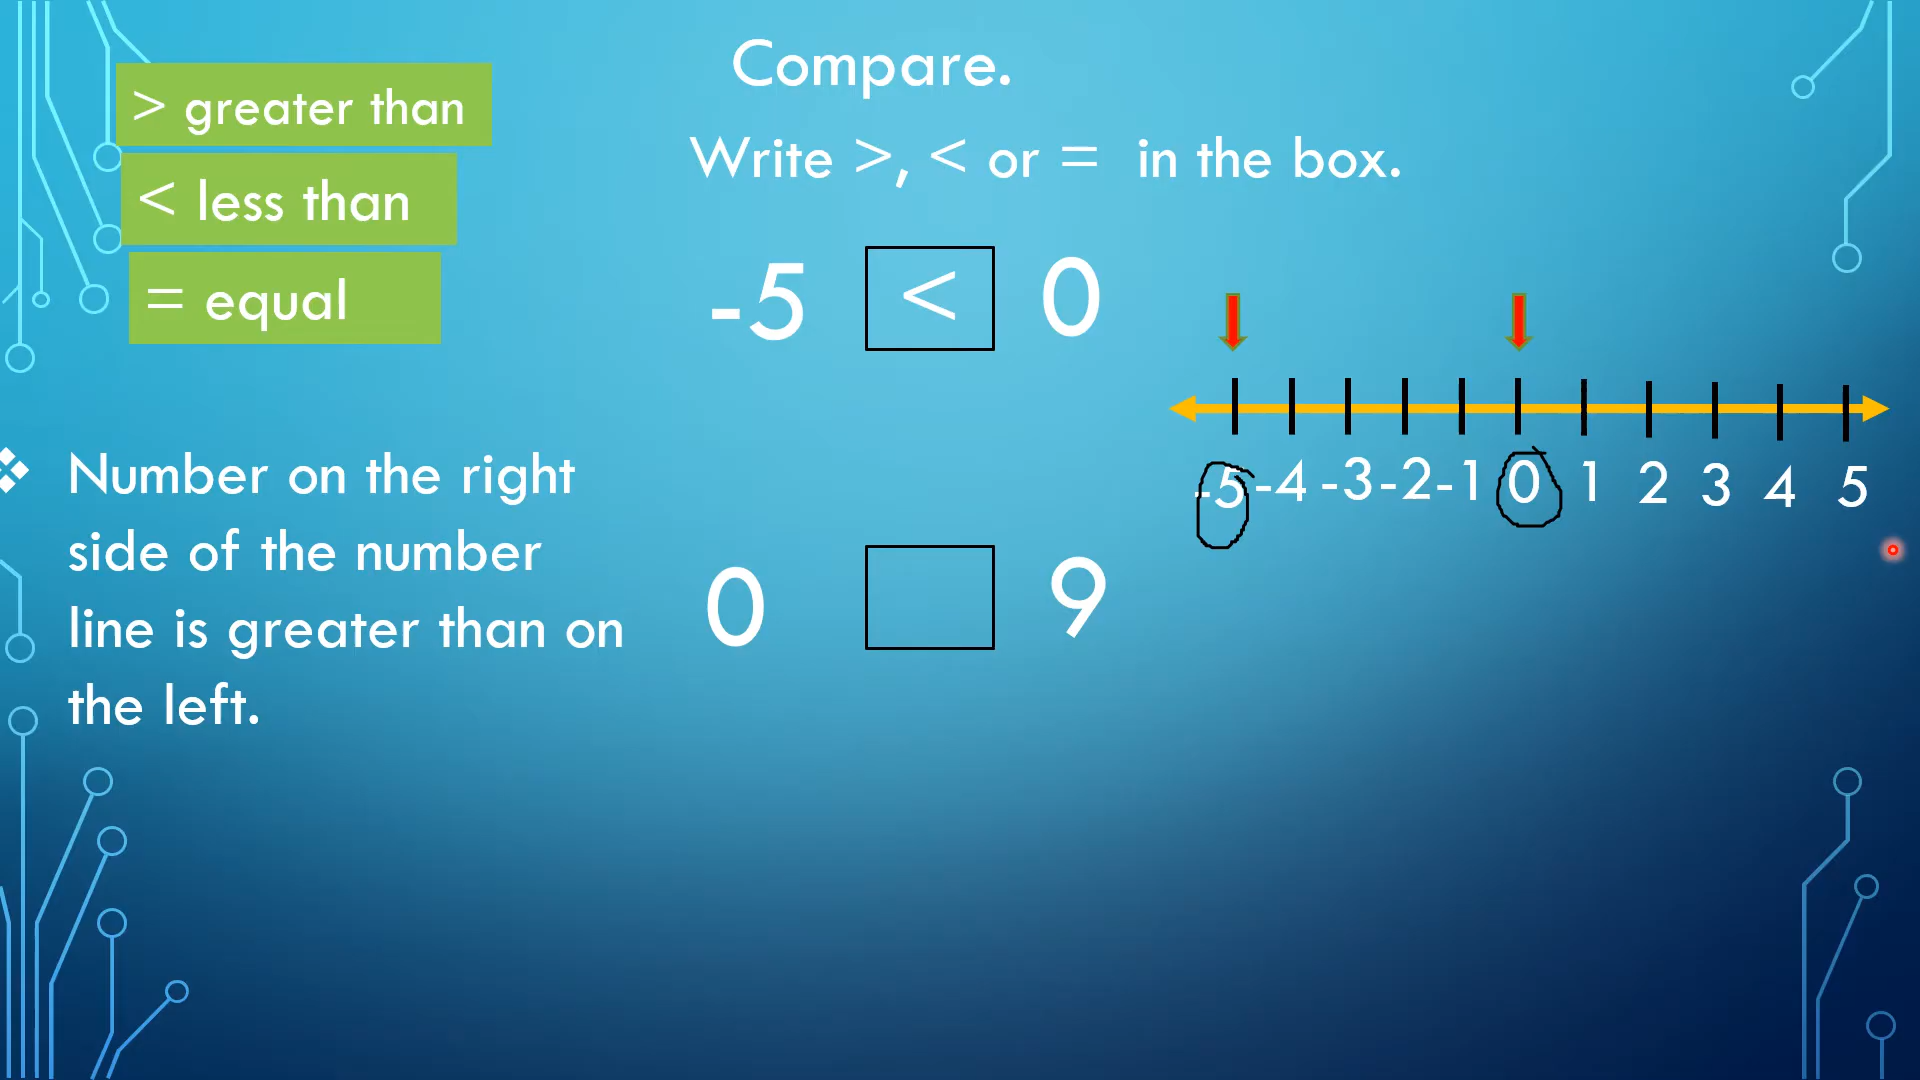 Compare.
Write >, < or = in the box.
> greater than
< less than
= equal
-5 < 0
-5 -4 -3 -2 -1 0 1 2 3 4 5
❖ Number on the right
side of the number
line is greater than on
the left.
0 9